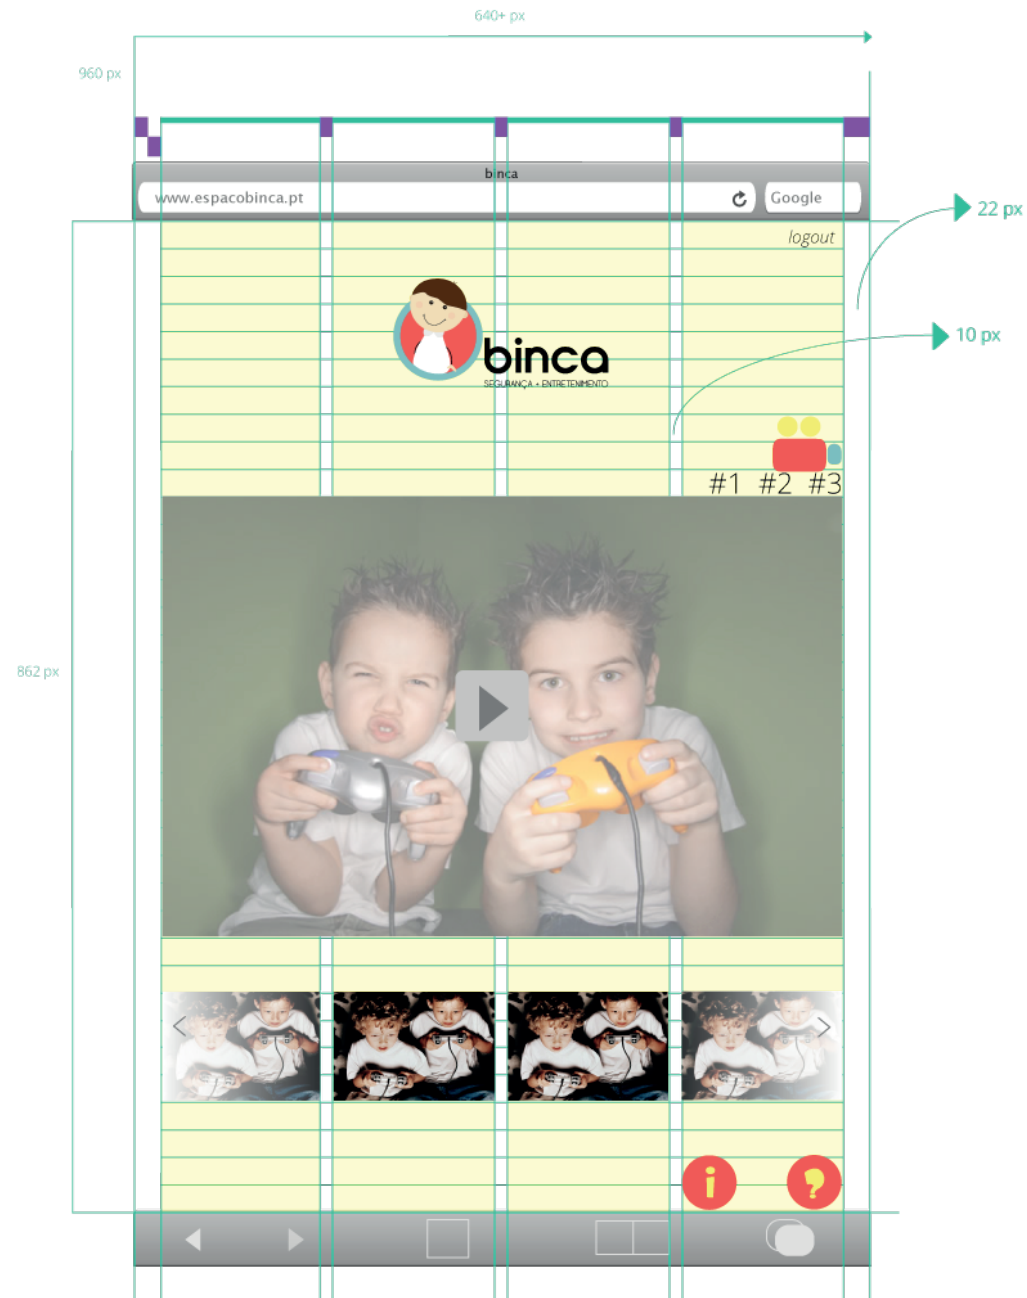 640+ px
960 px
binca
www.espacobinca.pt
Google
22 px
logout
10 px
binca
SEGURANÇA + ENTRETENIMENTO
#1 #2 #3
862 px
i ?